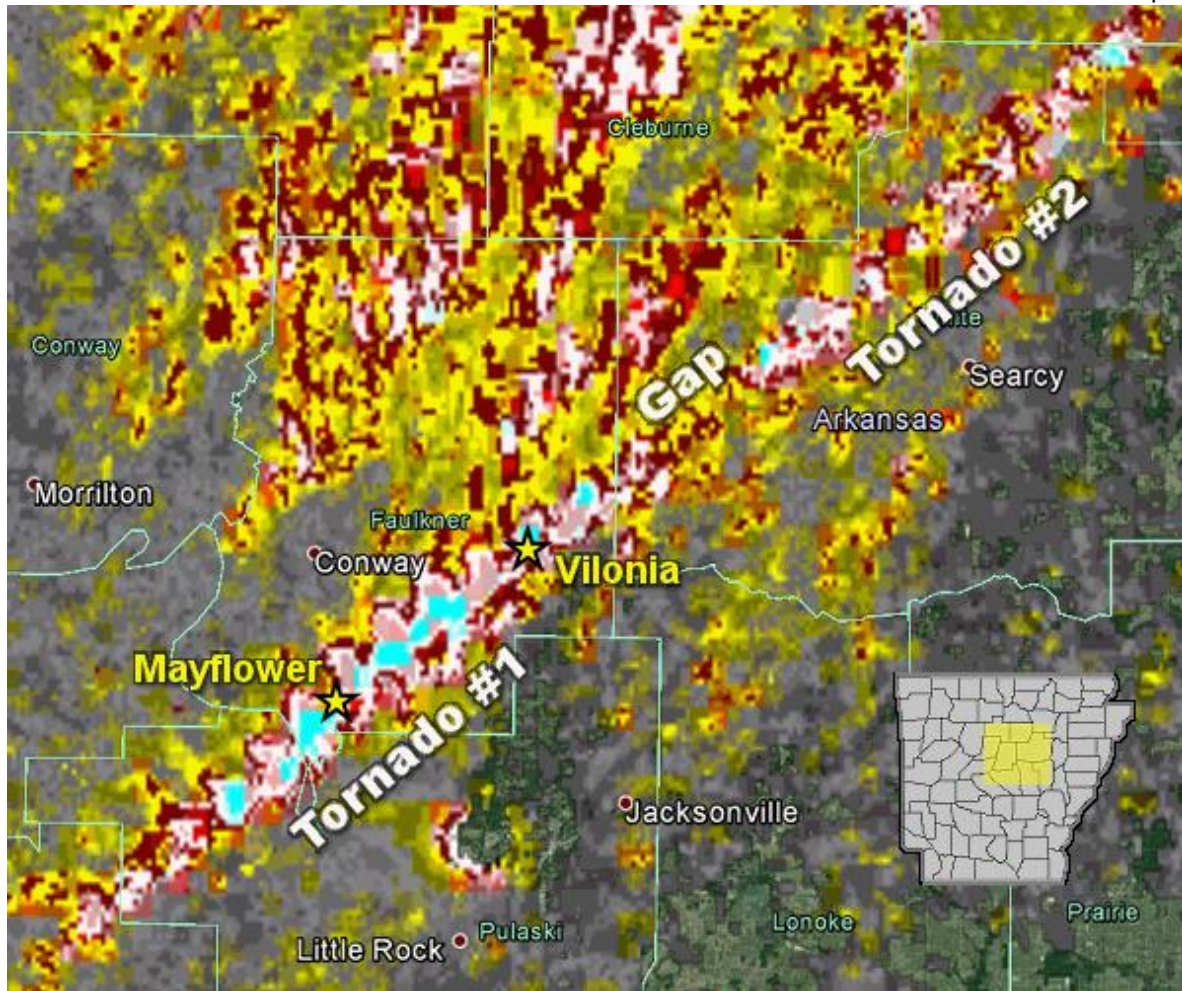 Cleburne
Tornado #2
Conway
Gap
Searcy
Arkansas
Morrilton
Faulkner
Conway
Vilonia
Mayflower
Tornado #1
Jacksonville
Lonoke
Prairie
Pulaski
Little Rock